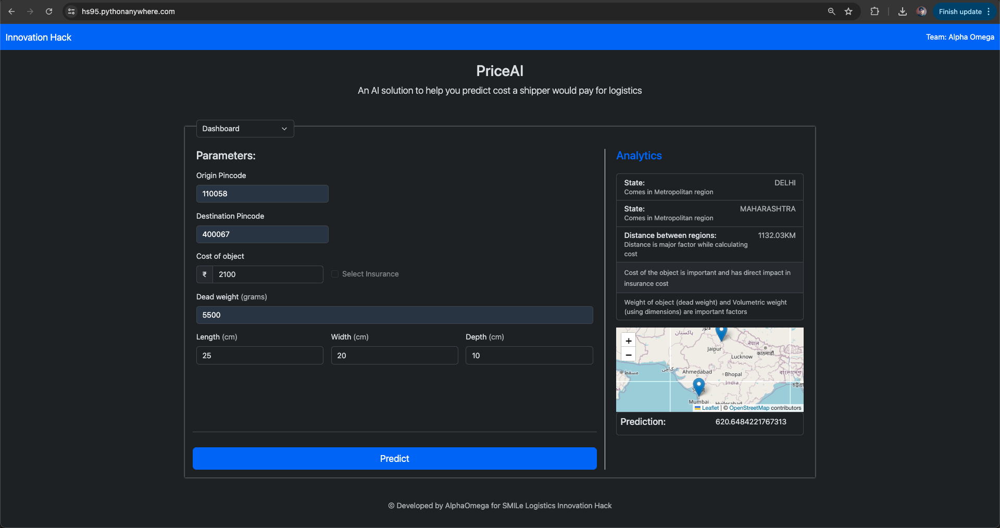 hs95.pythonanywhere.com
Finish update
Innovation Hack
Team: Alpha Omega
PriceAI
An AI solution to help you predict cost a shipper would pay for logistics
Dashboard
Parameters:
Origin Pincode
110058
Destination Pincode
400067
Cost of object
₹ 2100
Select Insurance
Dead weight (grams)
5500
Length (cm)
Width (cm)
Depth (cm)
25
20
10
Predict
Analytics
State: DELHI
Comes in Metropolitan region
State: MAHARASHTRA
Comes in Metropolitan region
Distance between regions: 1132.03KM
Distance is major factor while calculating
cost
Cost of the object is important and has direct impact in
insurance cost
Weight of object (dead weight) and Volumetric weight
(using dimensions) are important factors
پاکستان
+
−
Jaipur
नेपाल
Lucknow
काठमाडौं
مسقط
کراچی
Ahmedabad
Bhopal
বাংলাদেশ
India
Mumbai
Hyderabad
Leaflet | © OpenStreetMap contributors
Prediction: 620.6484221767313
© Developed by AlphaOmega for SMILe Logistics Innovation Hack